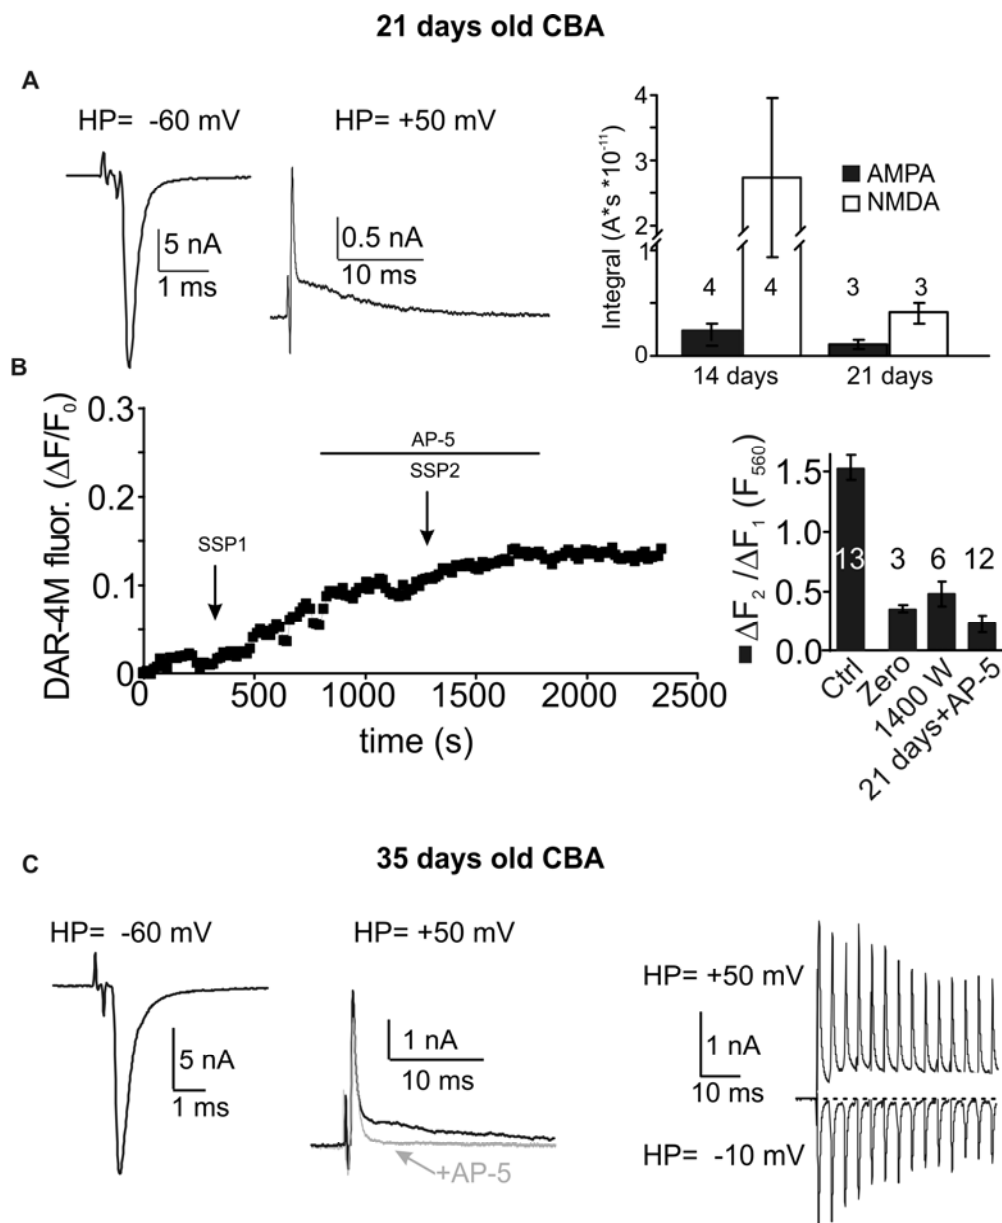 21 days old CBA
A
HP= -60 mV
HP= +50 mV
5 nA
1 ms
0.5 nA
10 ms
Integral (A*s *10⁻¹¹)
4
3
2
1
0
AMPA
NMDA
4
4
3
3
14 days
21 days
B
DAR-4M fluor. (ΔF/F₀)
0.3
0.2
0.1
0
AP-5
SSP2
SSP1
0
500
1000
1500
2000
2500
time (s)
■ ΔF₂ /ΔF₁ (F₅₆₀)
1.5
1.0
0.5
0.0
13
3
6
12
Ctrl
Zero
1400 W
21 days+AP-5
35 days old CBA
C
HP= -60 mV
5 nA
1 ms
HP= +50 mV
1 nA
10 ms
+AP-5
HP= +50 mV
1 nA
10 ms
HP= -10 mV